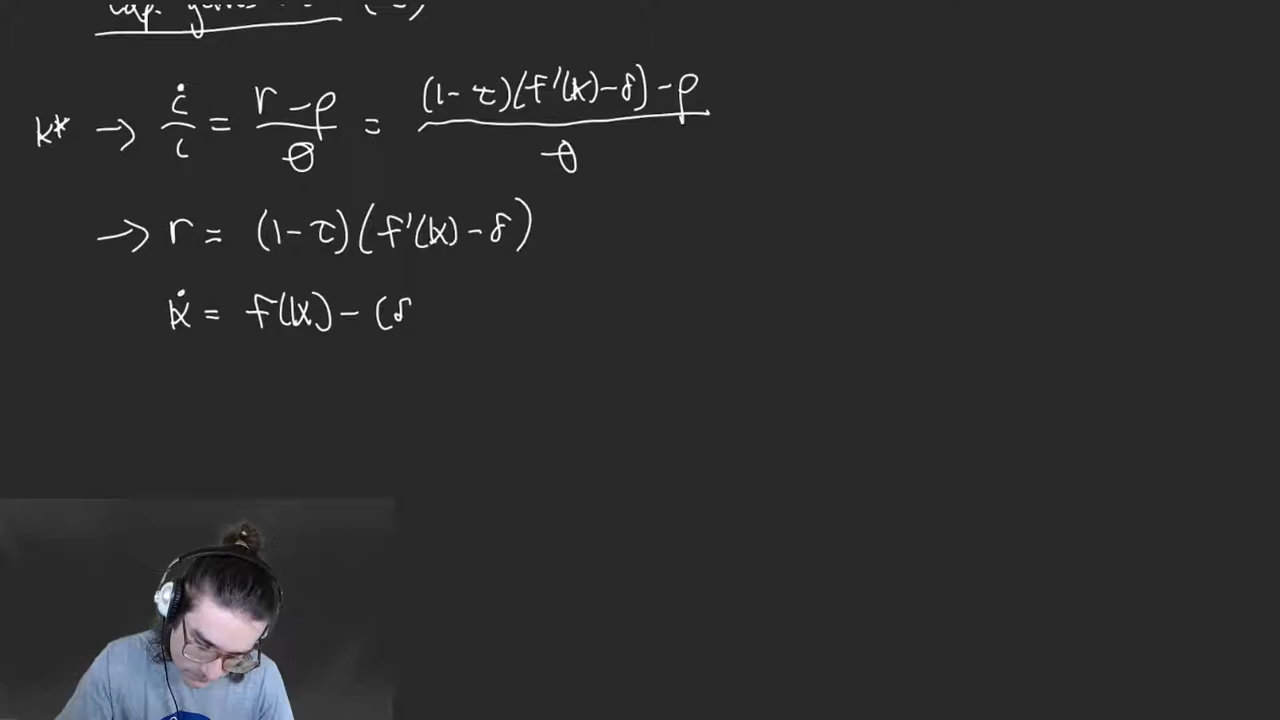 k* → ċ/c = (r - ρ)/θ = ((1-τ)(f'(k)-δ) - ρ)/θ
→ r = (1-τ)(f'(k)-δ)
k̇ = f(k) - (δ